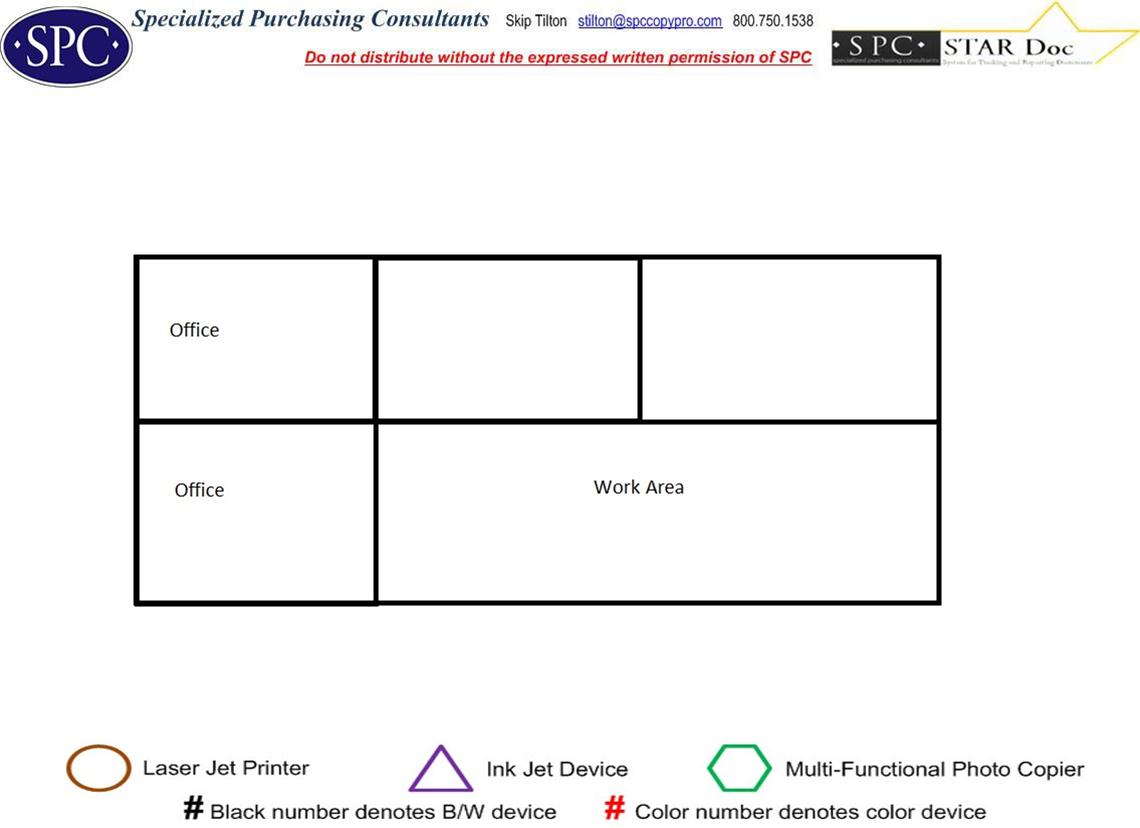 SPC Specialized Purchasing Consultants Skip Tilton stilton@spccopypro.com 800.750.1538
Do not distribute without the expressed written permission of SPC
SPC STAR Doc
specialized purchasing consultants System for Tracking and Reporting Documents
Office
Office
Work Area
Laser Jet Printer
Ink Jet Device
Multi-Functional Photo Copier
# Black number denotes B/W device
# Color number denotes color device